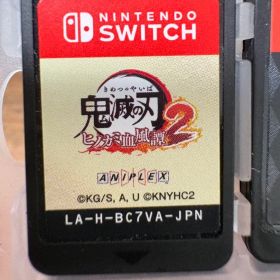 NINTENDO
SWITCH
きめつのやいば
鬼滅の刃
ヒノカミ血風譚2
ANIPLEX
©KG/S, A, U ©KNYHC2
LA-H-BC7VA-JPN